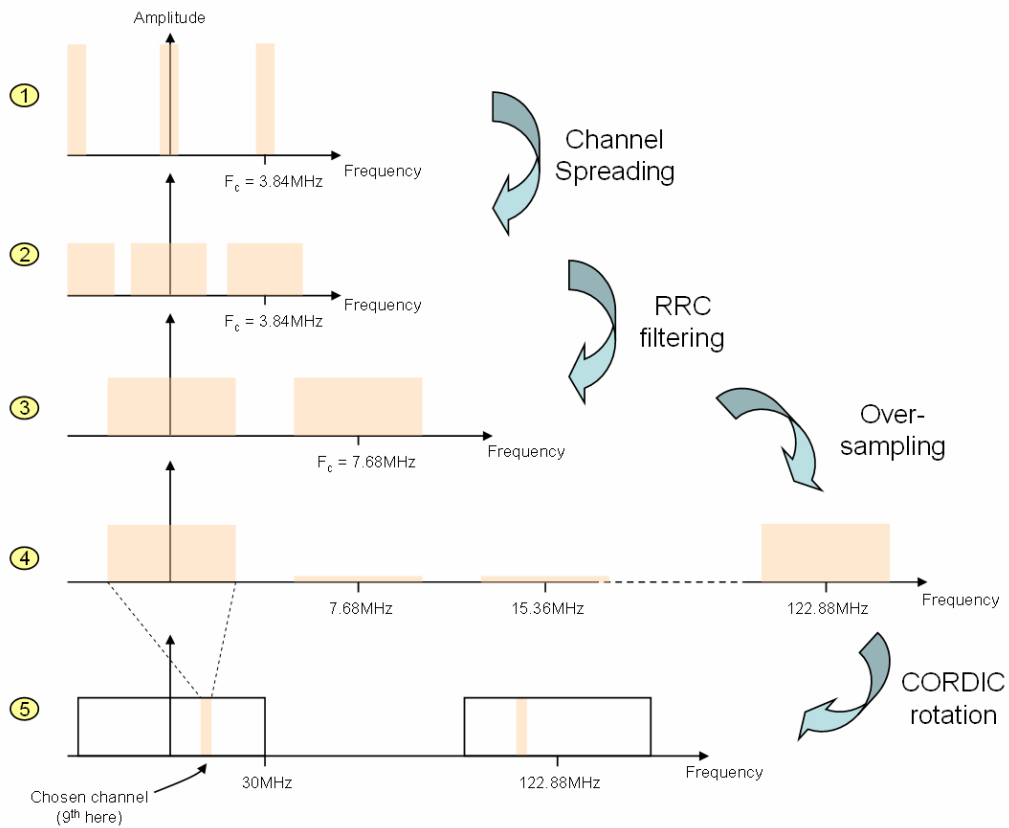 Amplitude
1
Channel
Spreading
Frequency
F_c = 3.84MHz
2
RRC
filtering
Frequency
F_c = 3.84MHz
3
Over-
sampling
Frequency
F_c = 7.68MHz
4
Frequency
7.68MHz
15.36MHz
122.88MHz
5
CORDIC
rotation
Frequency
30MHz
122.88MHz
Chosen channel
(9th here)